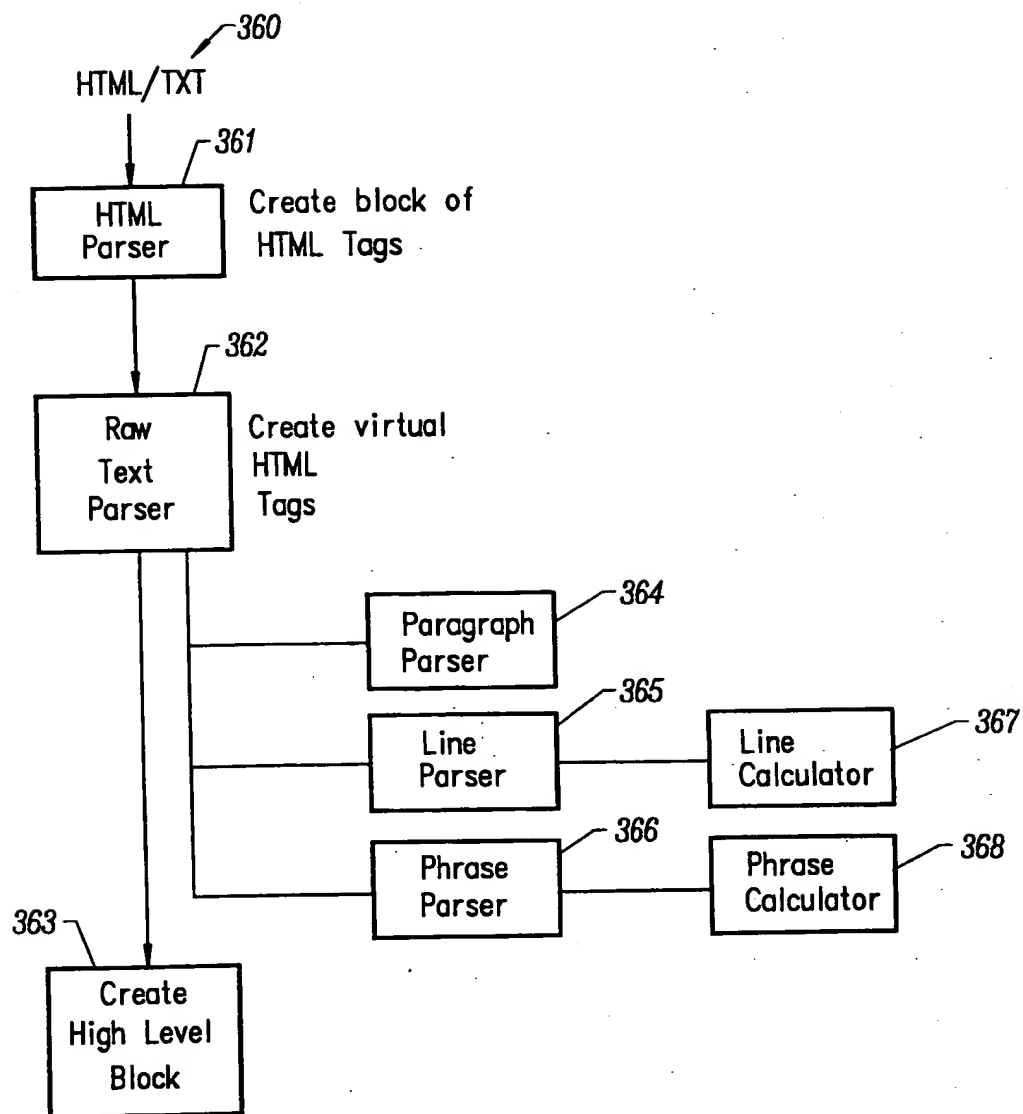 360
HTML/TXT
361
HTML
Parser
Create block of
HTML Tags
362
Raw
Text
Parser
Create virtual
HTML
Tags
364
Paragraph
Parser
365
Line
Parser
367
Line
Calculator
366
Phrase
Parser
368
Phrase
Calculator
363
Create
High Level
Block